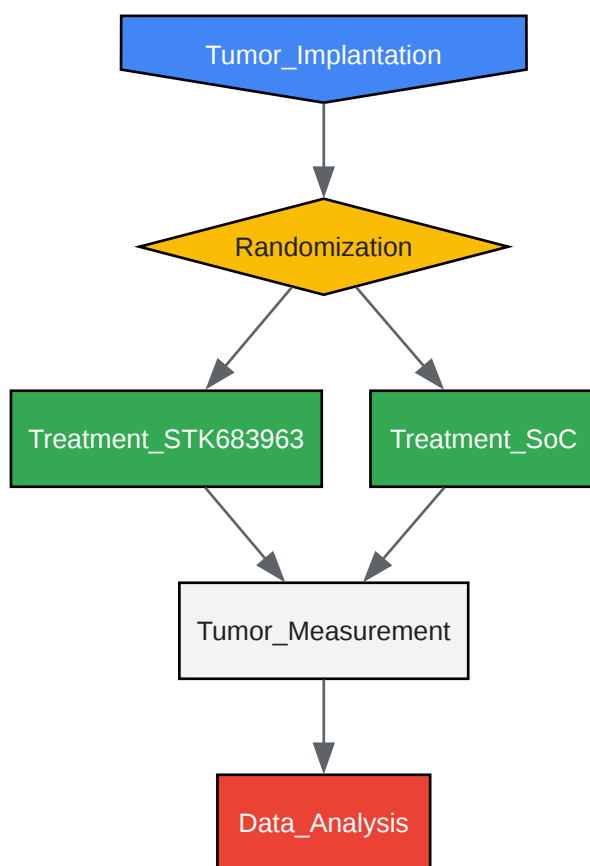 Tumor_Implantation
Randomization
Treatment_STK683963
Treatment_SoC
Tumor_Measurement
Data_Analysis